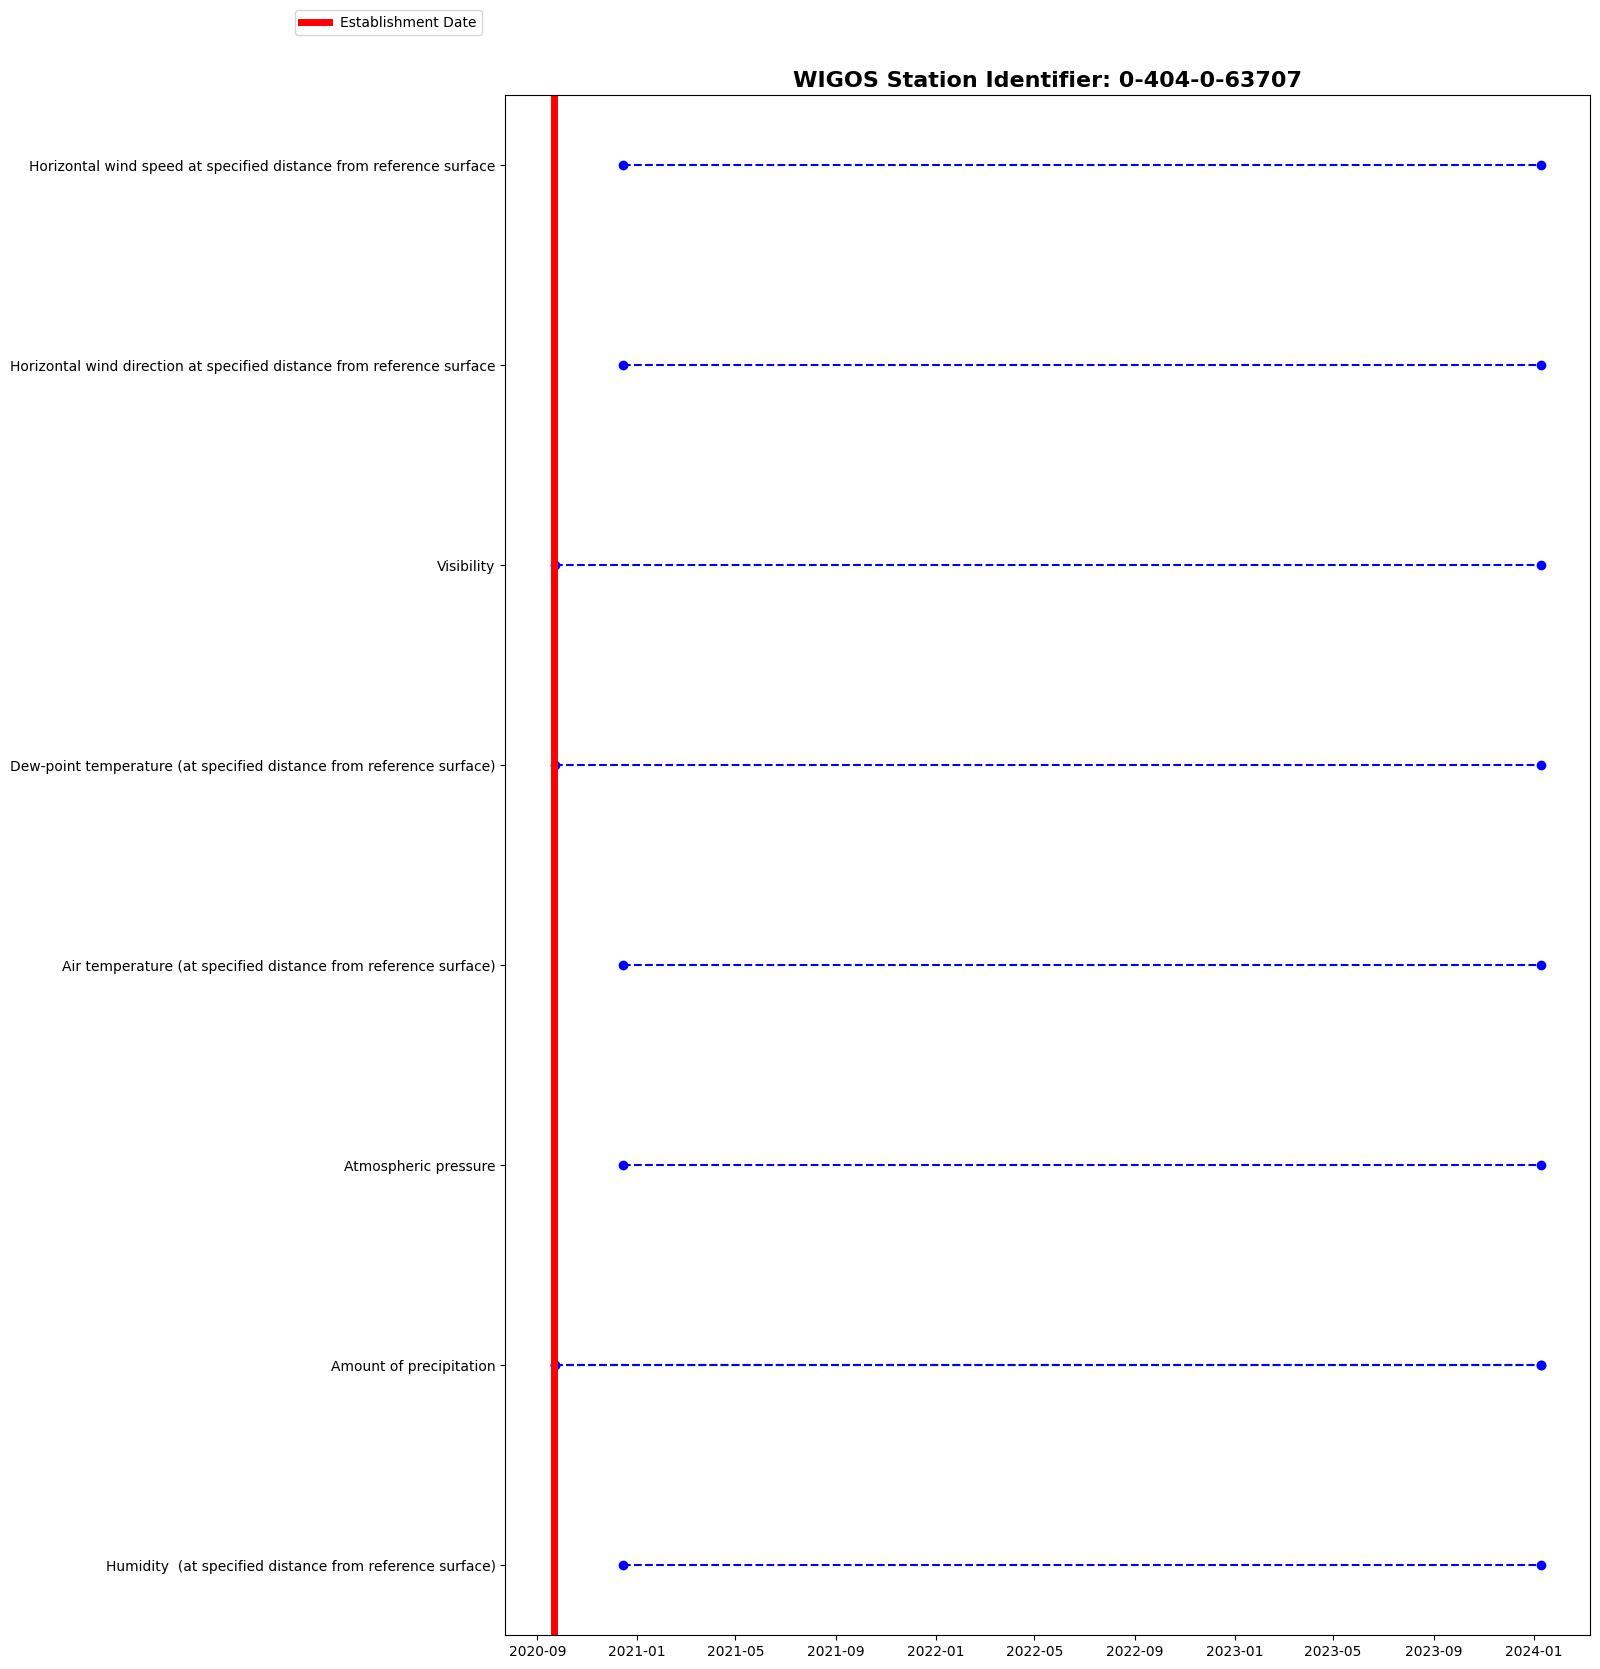 Establishment Date
WIGOS Station Identifier: 0-404-0-63707
Horizontal wind speed at specified distance from reference surface
Horizontal wind direction at specified distance from reference surface
Visibility
Dew-point temperature (at specified distance from reference surface)
Air temperature (at specified distance from reference surface)
Atmospheric pressure
Amount of precipitation
Humidity  (at specified distance from reference surface)
2020-09 2021-01 2021-05 2021-09 2022-01 2022-05 2022-09 2023-01 2023-05 2023-09 2024-01